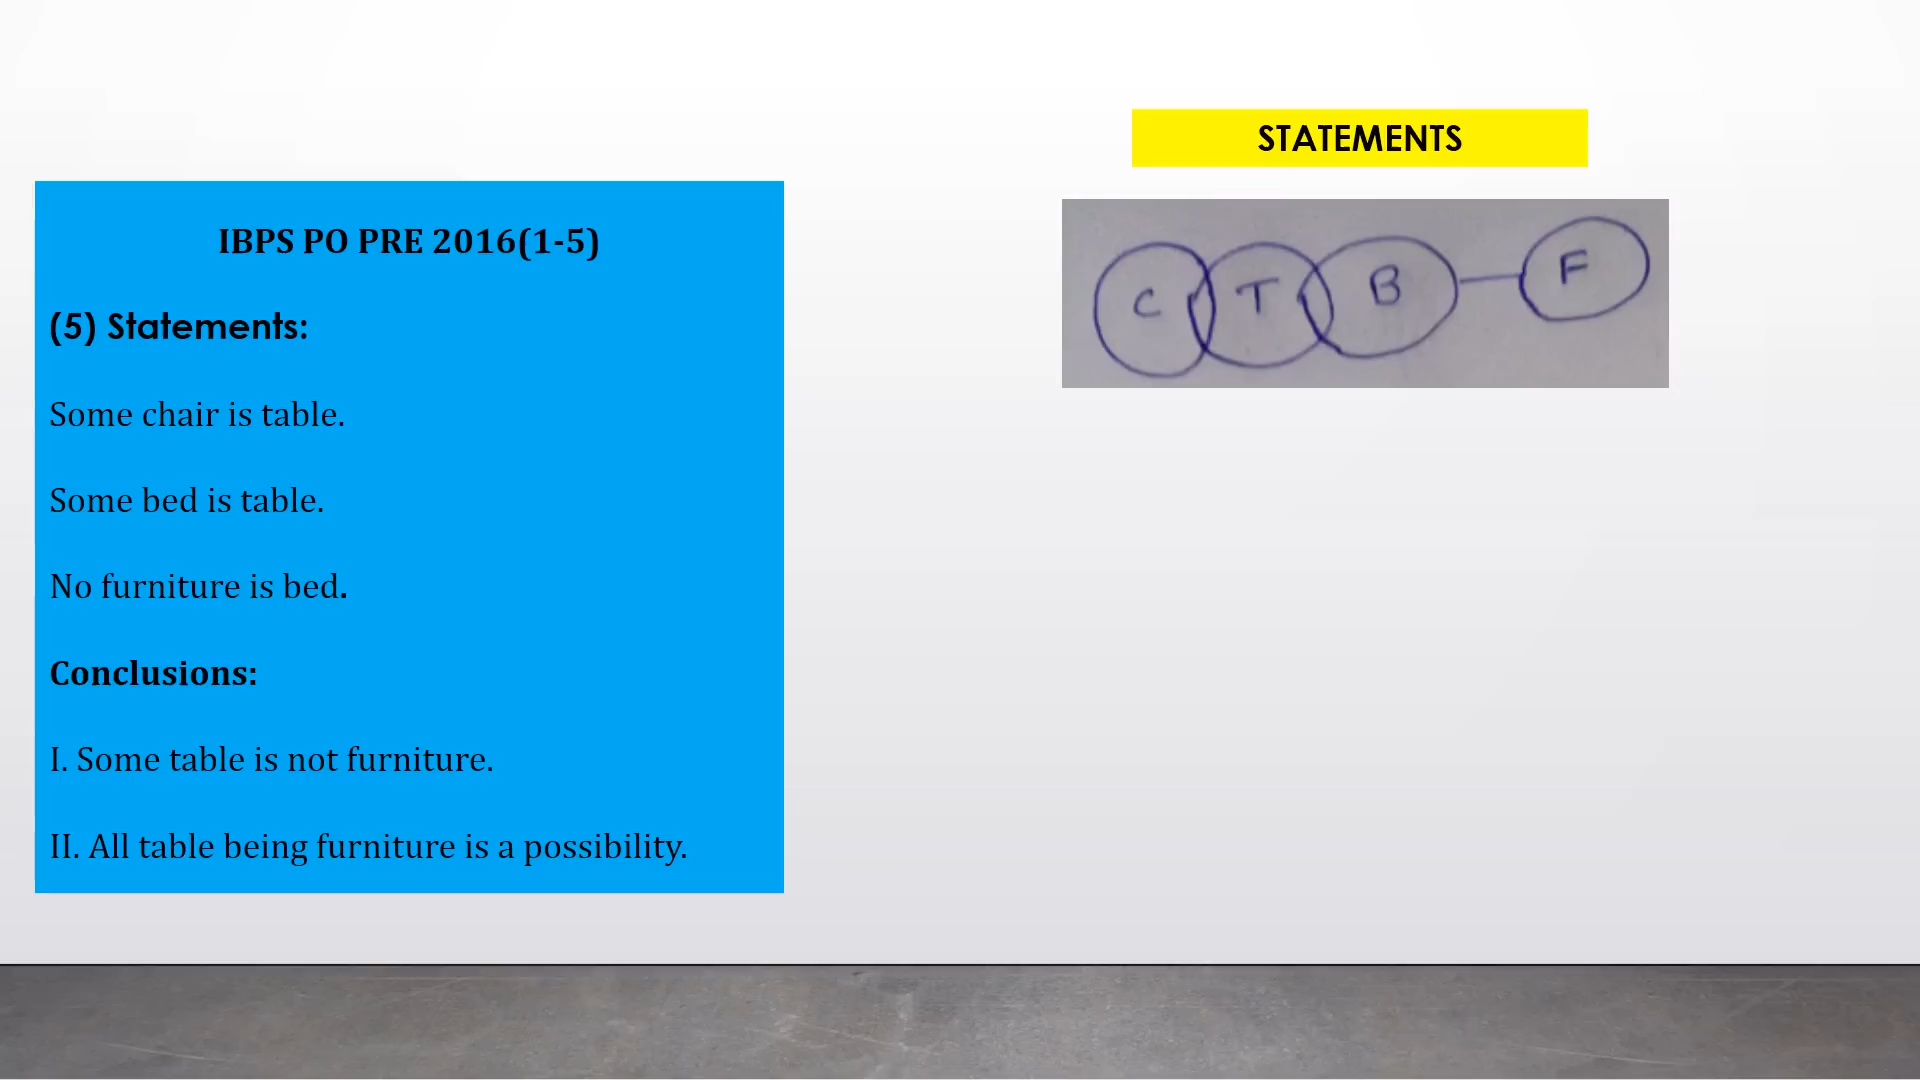 STATEMENTS
IBPS PO PRE 2016(1-5)
(5) Statements:
Some chair is table.
Some bed is table.
No furniture is bed.
Conclusions:
I. Some table is not furniture.
II. All table being furniture is a possibility.
C T B F